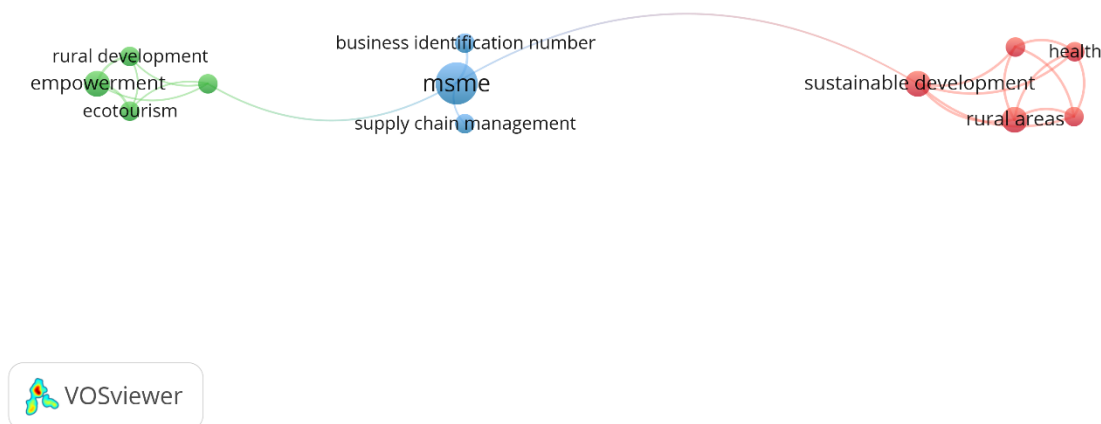 rural development
empowerment
ecotourism
business identification number
msme
supply chain management
health
sustainable development
rural areas
VOSviewer